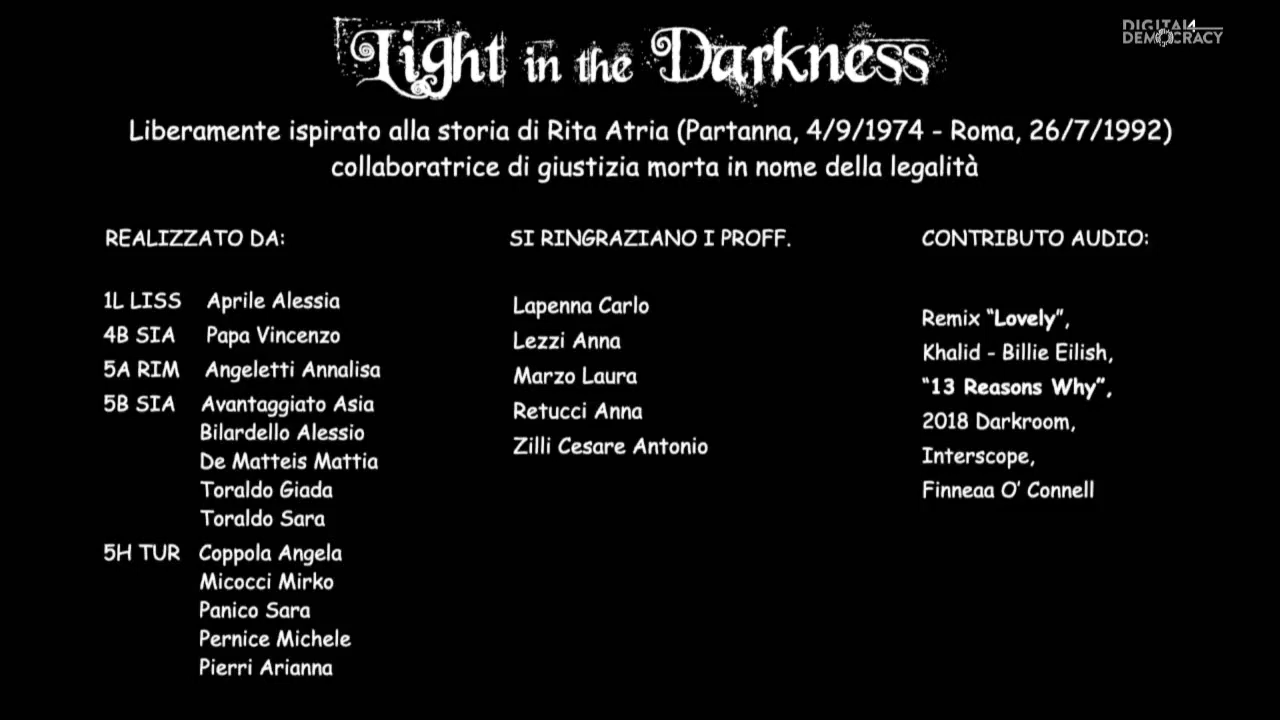 Light in the Darkness
DIGITAL
DEMOCRACY
Liberamente ispirato alla storia di Rita Atria (Partanna, 4/9/1974 - Roma, 26/7/1992)
collaboratrice di giustizia morta in nome della legalità
REALIZZATO DA:
1L LISS Aprile Alessia
4B SIA Papa Vincenzo
5A RIM Angeletti Annalisa
5B SIA Avantaggiato Asia
Bilardello Alessio
De Matteis Mattia
Toraldo Giada
Toraldo Sara
5H TUR Coppola Angela
Micocci Mirko
Panico Sara
Pernice Michele
Pierri Arianna
SI RINGRAZIANO I PROFF.
Lapenna Carlo
Lezzi Anna
Marzo Laura
Retucci Anna
Zilli Cesare Antonio
CONTRIBUTO AUDIO:
Remix “Lovely”,
Khalid - Billie Eilish,
“13 Reasons Why”,
2018 Darkroom,
Interscope,
Finneaa O’ Connell